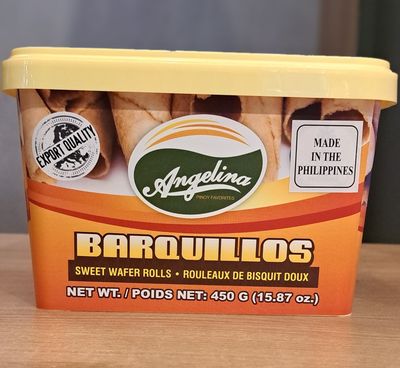 EXPORT QUALITY
Angelina
PINOY FAVORITES
MADE
IN THE
PHILIPPINES
BARQUILLOS
SWEET WAFER ROLLS • ROULEAUX DE BISQUIT DOUX
NET WT. / POIDS NET: 450 G (15.87 oz.)